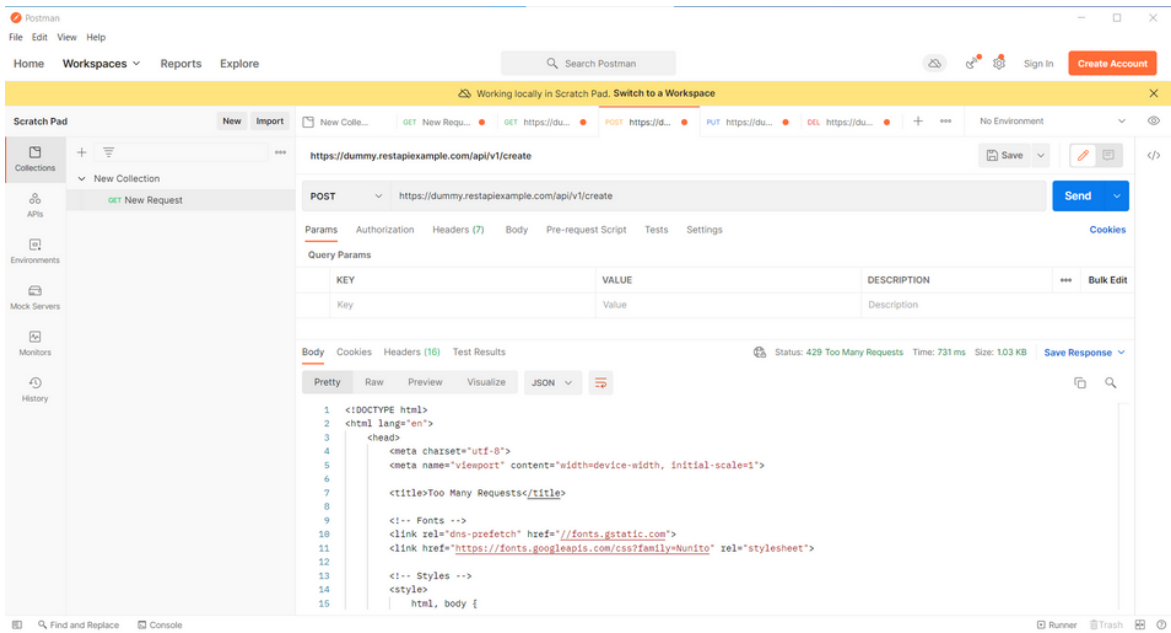 Postman
File Edit View Help
Home Workspaces Reports Explore Search Postman Sign In Create Account
Working locally in Scratch Pad. Switch to a Workspace
Scratch Pad New Import New Colle... GET New Requ... GET https://du... POST https://d... PUT https://du... DEL https://du... No Environment
Collections
APIs
Environments
Mock Servers
Monitors
History
New Collection
GET New Request
https://dummy.restapiexample.com/api/v1/create Save
POST https://dummy.restapiexample.com/api/v1/create Send
Params Authorization Headers (7) Body Pre-request Script Tests Settings Cookies
Query Params
KEY VALUE DESCRIPTION Bulk Edit
Key Value Description
Body Cookies Headers (16) Test Results Status: 429 Too Many Requests Time: 731 ms Size: 1.03 KB Save Response
Pretty Raw Preview Visualize JSON
1 <!DOCTYPE html>
2 <html lang="en">
3 <head>
4 <meta charset="utf-8">
5 <meta name="viewport" content="width=device-width, initial-scale=1">
6
7 <title>Too Many Requests</title>
8
9 <!-- Fonts -->
10 <link rel="dns-prefetch" href="//fonts.gstatic.com">
11 <link href="https://fonts.googleapis.com/css?family=Nunito" rel="stylesheet">
12
13 <!-- Styles -->
14 <style>
15 html, body {
Find and Replace Console Runner Trash